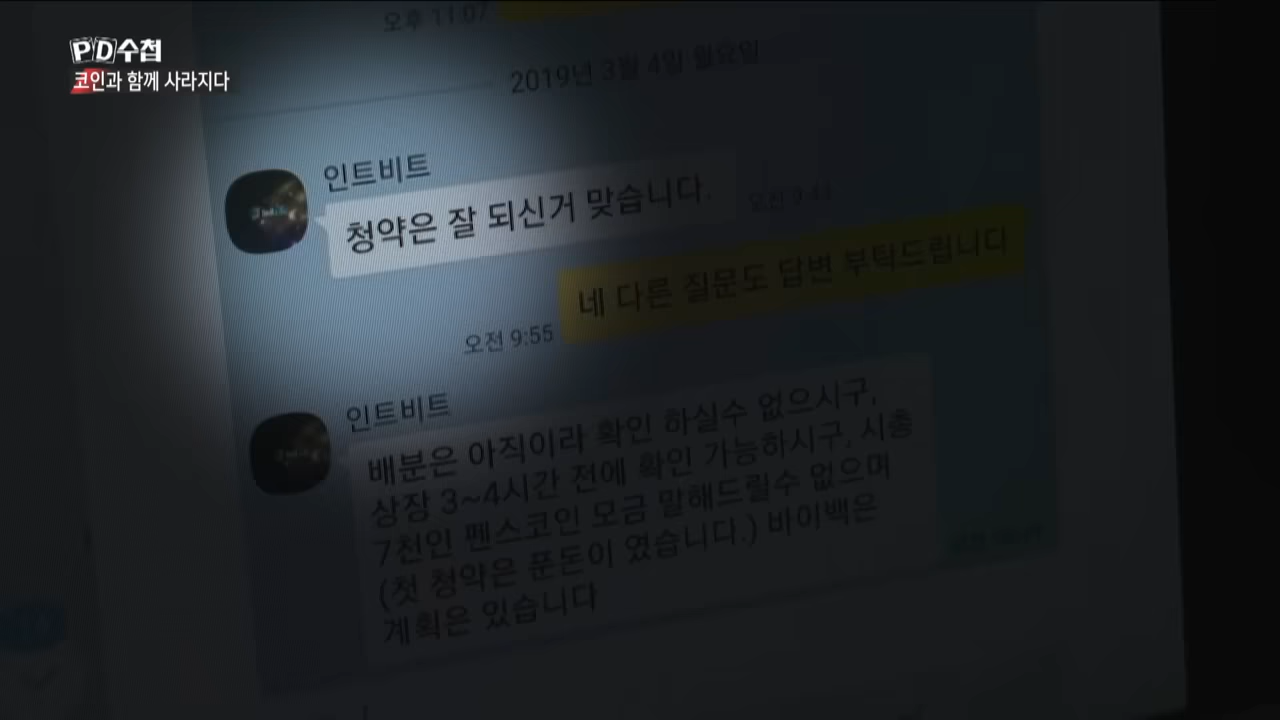 PD수첩
코인과 함께 사라지다
오후 11:07
2019년 3월 4일 월요일
인트비트
청약은 잘 되신거 맞습니다.
네 다른 질문도 답변 부탁드립니다
오전 9:55
인트비트
배분은 아직이라 확인 하실수 없으시구,
상장 3~4시간 전에 확인 가능하시구, 시총
7천인 펜스코인 모금 말해드릴수 없으며
(첫 청약은 푼돈이 였습니다.) 바이백은
계획은 있습니다